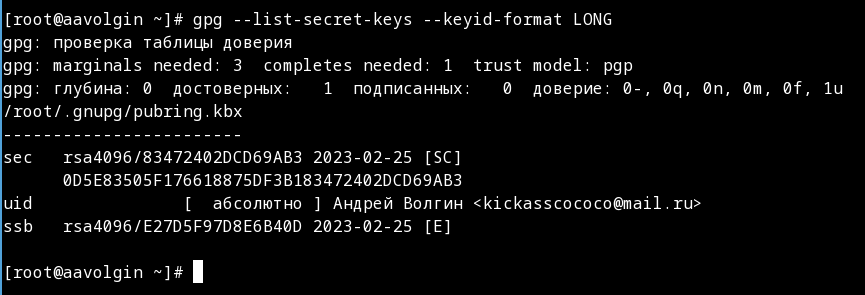 [root@aavolgin ~]# gpg --list-secret-keys --keyid-format LONG
gpg: проверка таблицы доверия
gpg: marginals needed: 3  completes needed: 1  trust model: pgp
gpg: глубина: 0  достоверных:   1  подписанных:   0  доверие: 0-, 0q, 0n, 0m, 0f, 1u
/root/.gnupg/pubring.kbx
------------------------
sec   rsa4096/83472402DCD69AB3 2023-02-25 [SC]
      0D5E83505F176618875DF3B183472402DCD69AB3
uid               [  абсолютно ] Андрей Волгин <kickasscococo@mail.ru>
ssb   rsa4096/E27D5F97D8E6B40D 2023-02-25 [E]
[root@aavolgin ~]#